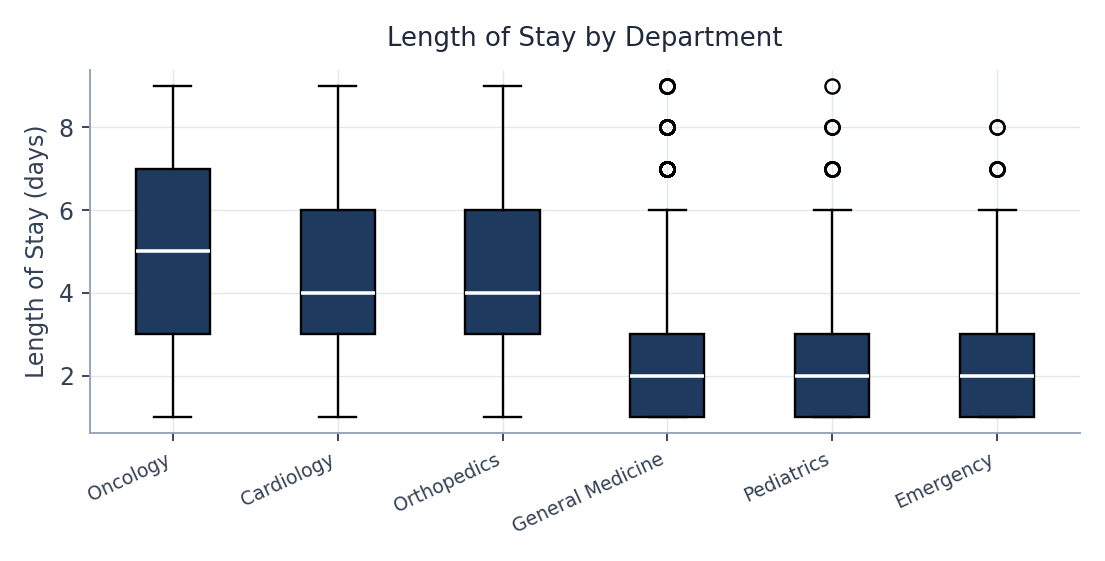 Length of Stay by Department
Length of Stay (days)
8
6
4
2
Oncology
Cardiology
Orthopedics
General Medicine
Pediatrics
Emergency